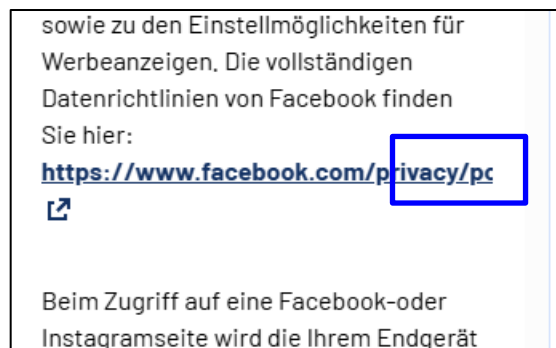 sowie zu den Einstellmöglichkeiten für
Werbeanzeigen. Die vollständigen
Datenrichtlinien von Facebook finden
Sie hier:
https://www.facebook.com/privacy/po
Beim Zugriff auf eine Facebook-oder
Instagramseite wird die Ihrem Endgerät